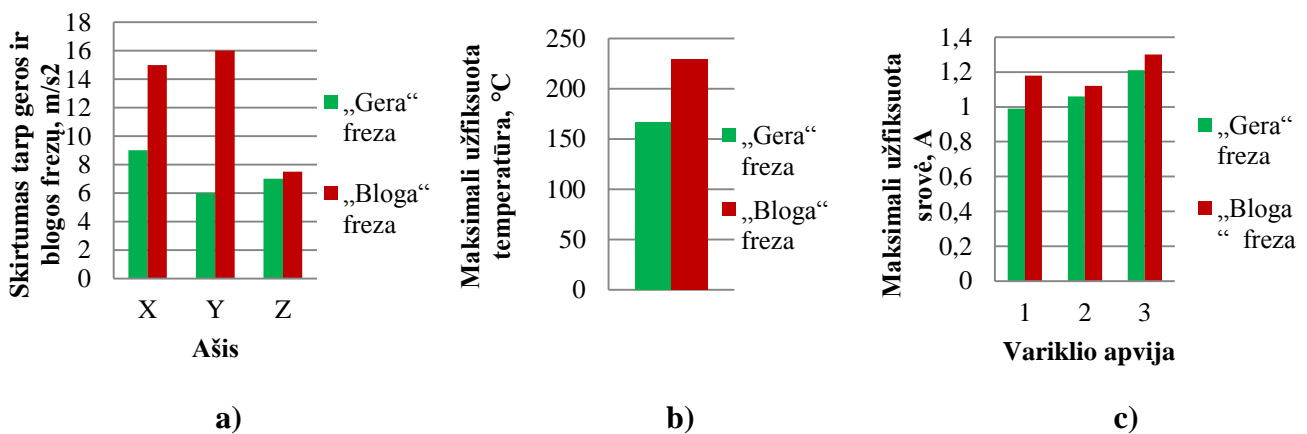 Skirtumas tarp geros ir
blogos frezų, m/s2
18
16
14
12
10
8
6
4
2
0
X Y Z
Ašis
„Gera“
freza
„Bloga“
freza
a)
Maksimali užfiksuota
temperatūra, °C
250
200
150
100
50
0
„Gera“
freza
„Bloga“
freza
b)
Maksimali užfiksuota
srovė, A
1,4
1,2
1
0,8
0,6
0,4
0,2
0
1 2 3
Variklio apvija
„Gera“
freza
„Bloga
“ freza
c)